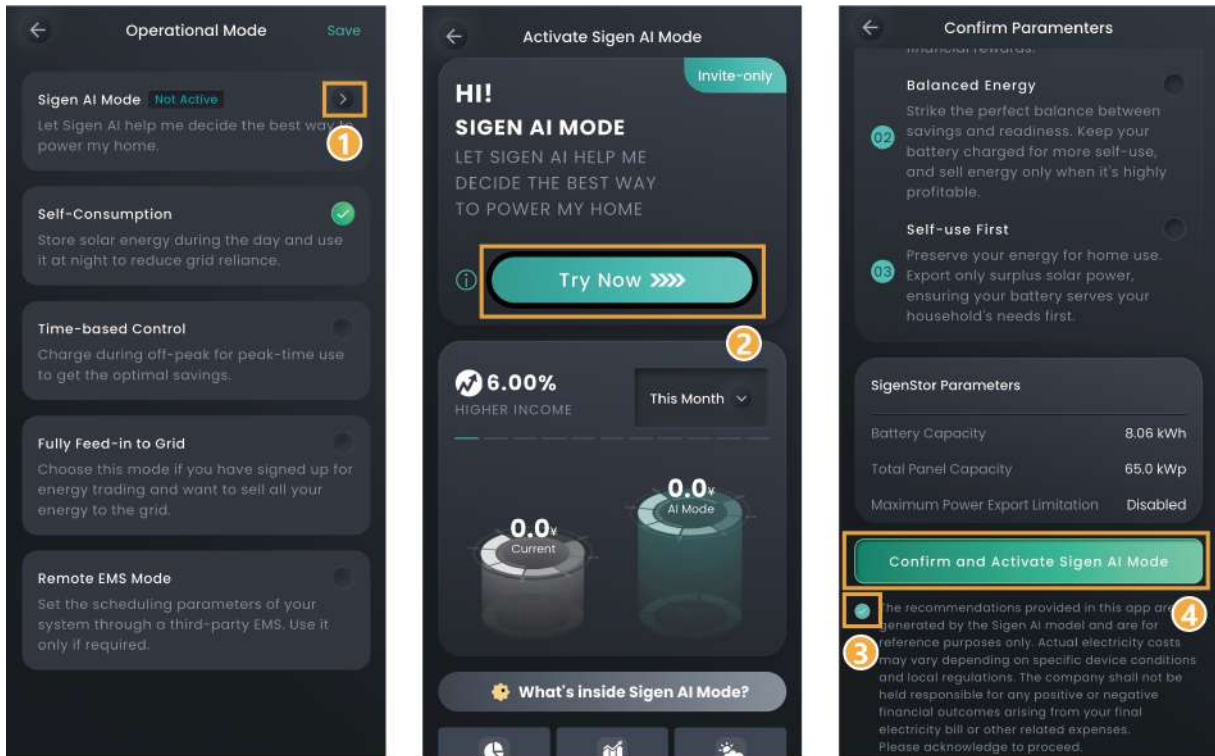 Operational Mode
Save
Sigen AI Mode Not Active
1
Let Sigen AI help me decide the best way to
power my home.
Self-Consumption
Store solar energy during the day and use
it at night to reduce grid reliance.
Time-based Control
Charge during off-peak for peak-time use
to get the optimal savings.
Fully Feed-in to Grid
Choose this mode if you have signed up for
energy trading and want to sell all your
energy to the grid.
Remote EMS Mode
Set the scheduling parameters of your
system through a third-party EMS. Use it
only if required.
Activate Sigen AI Mode
Invite-only
HI!
SIGEN AI MODE
LET SIGEN AI HELP ME
DECIDE THE BEST WAY
TO POWER MY HOME
Try Now
2
6.00%
HIGHER INCOME
This Month
0.0¥
AI Mode
0.0¥
Current
What's inside Sigen AI Mode?
Confirm Paramenters
financial rewards.
Balanced Energy
02
Strike the perfect balance between
savings and readiness. Keep your
battery charged for more self-use,
and sell energy only when it's highly
profitable.
Self-use First
03
Preserve your energy for home use.
Export only surplus solar power,
ensuring your battery serves your
household's needs first.
SigenStor Parameters
Battery Capacity 8.06 kWh
Total Panel Capacity 65.0 kWp
Maximum Power Export Limitation Disabled
Confirm and Activate Sigen AI Mode
4
3
The recommendations provided in this app are
generated by the Sigen AI model and are for
reference purposes only. Actual electricity costs
may vary depending on specific device conditions
and local regulations. The company shall not be
held responsible for any positive or negative
financial outcomes arising from your final
electricity bill or other related expenses.
Please acknowledge to proceed.